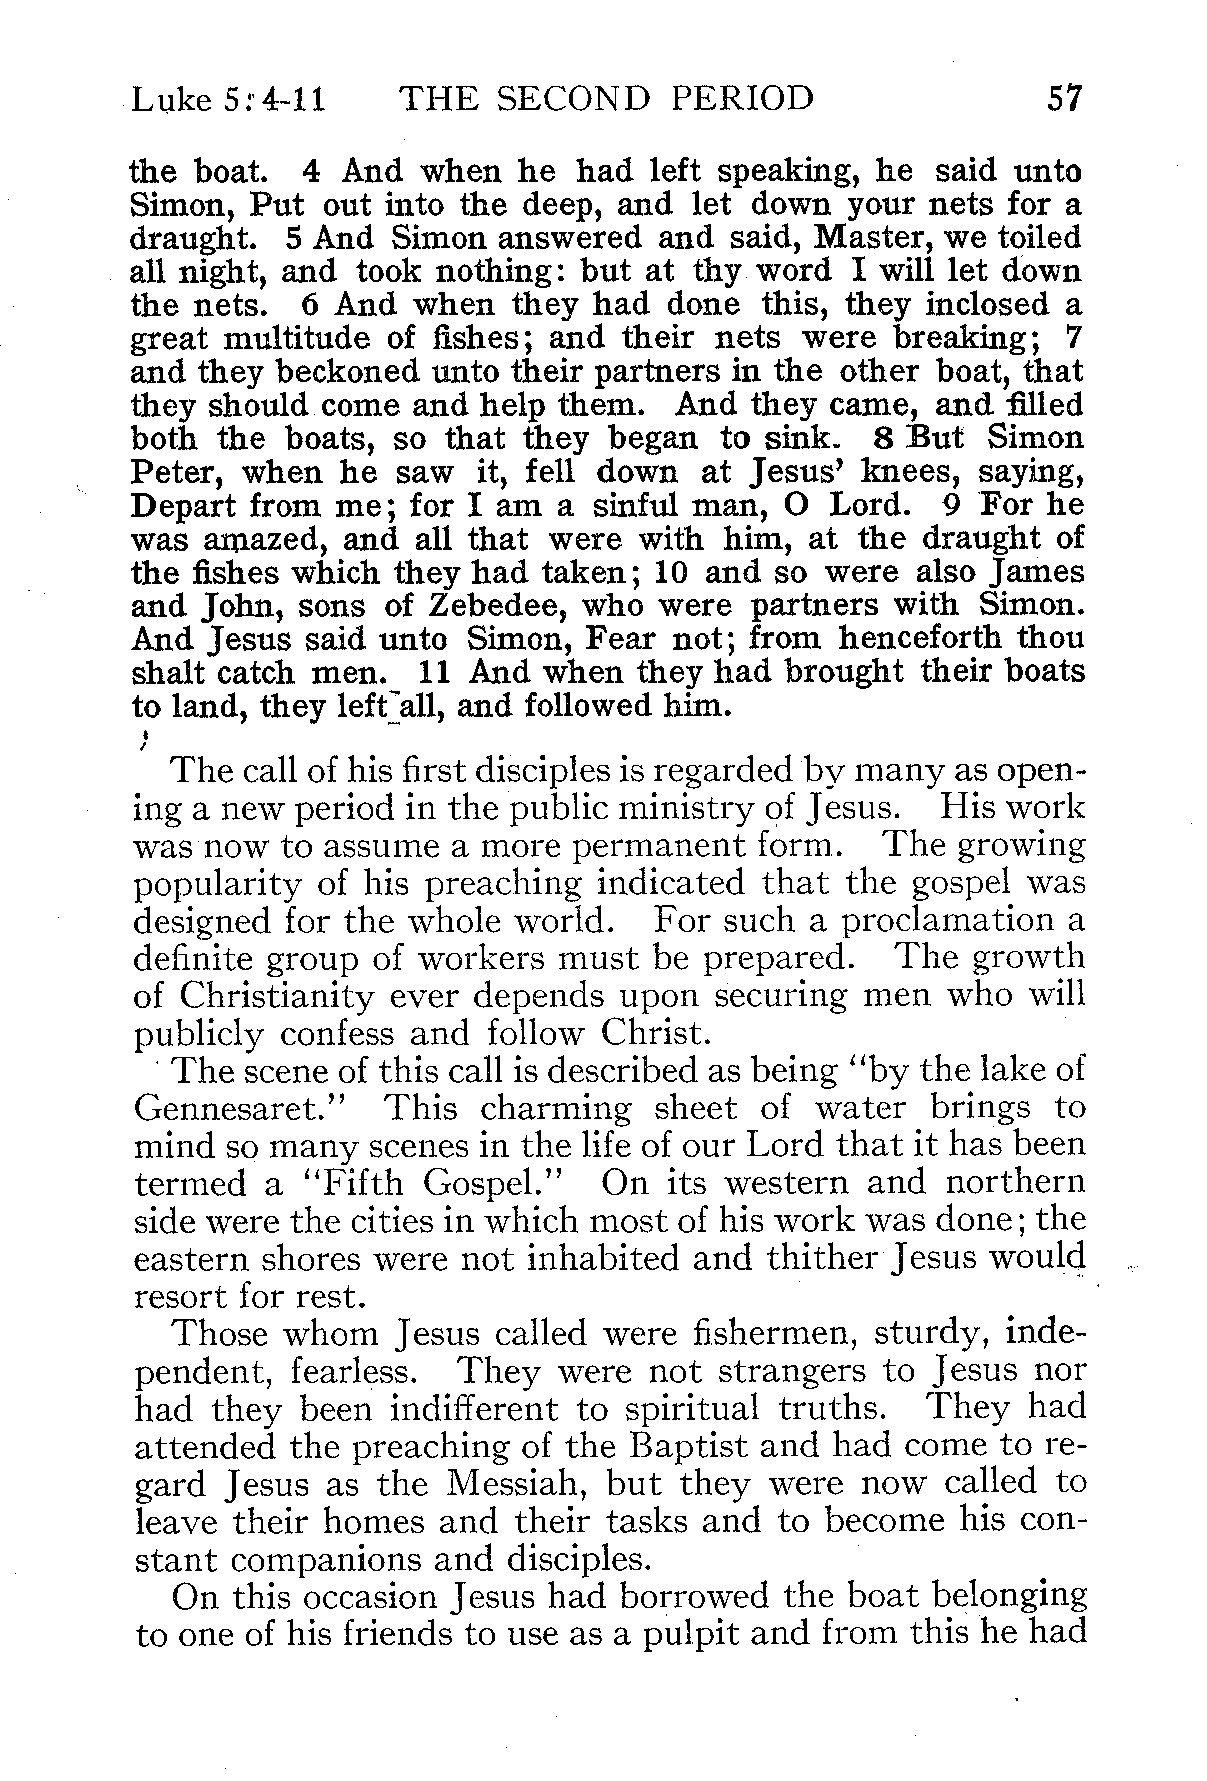 Luke 5:4-11 THE SECOND PERIOD 57
the boat. 4 And when he had left speaking, he said unto
Simon, Put out into the deep, and let down your nets for a
draught. 5 And Simon answered and said, Master, we toiled
all night, and took nothing: but at thy word I will let down
the nets. 6 And when they had done this, they inclosed a
great multitude of fishes; and their nets were breaking; 7
and they beckoned unto their partners in the other boat, that
they should come and help them. And they came, and filled
both the boats, so that they began to sink. 8 But Simon
Peter, when he saw it, fell down at Jesus' knees, saying,
Depart from me; for I am a sinful man, O Lord. 9 For he
was amazed, and all that were with him, at the draught of
the fishes which they had taken; 10 and so were also James
and John, sons of Zebedee, who were partners with Simon.
And Jesus said unto Simon, Fear not; from henceforth thou
shalt catch men. 11 And when they had brought their boats
to land, they left all, and followed him.
The call of his first disciples is regarded by many as open-
ing a new period in the public ministry of Jesus. His work
was now to assume a more permanent form. The growing
popularity of his preaching indicated that the gospel was
designed for the whole world. For such a proclamation a
definite group of workers must be prepared. The growth
of Christianity ever depends upon securing men who will
publicly confess and follow Christ.
The scene of this call is described as being "by the lake of
Gennesaret." This charming sheet of water brings to
mind so many scenes in the life of our Lord that it has been
termed a "Fifth Gospel." On its western and northern
side were the cities in which most of his work was done; the
eastern shores were not inhabited and thither Jesus would
resort for rest.
Those whom Jesus called were fishermen, sturdy, inde-
pendent, fearless. They were not strangers to Jesus nor
had they been indifferent to spiritual truths. They had
attended the preaching of the Baptist and had come to re-
gard Jesus as the Messiah, but they were now called to
leave their homes and their tasks and to become his con-
stant companions and disciples.
On this occasion Jesus had borrowed the boat belonging
to one of his friends to use as a pulpit and from this he had